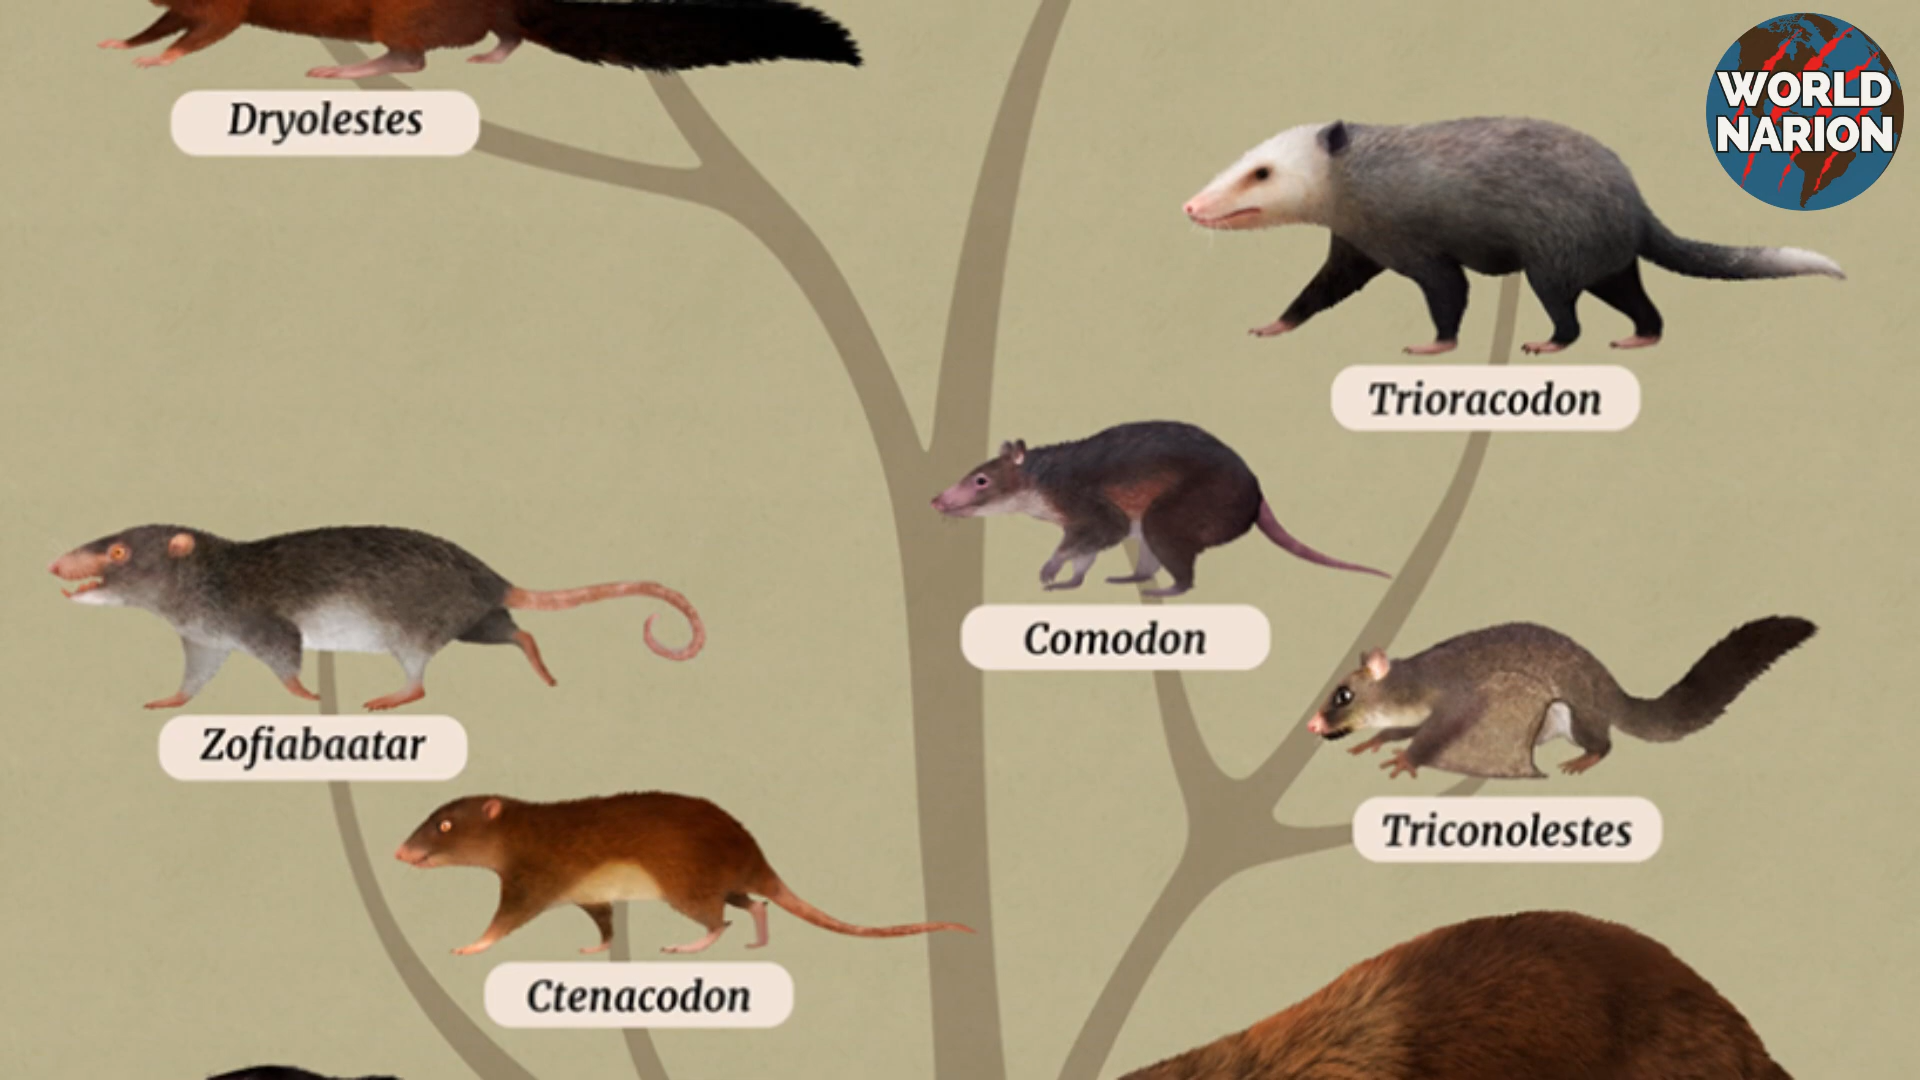 WORLD
NARION
Dryolestes
Trioracodon
Comodon
Zofiabaatar
Triconolestes
Ctenacodon